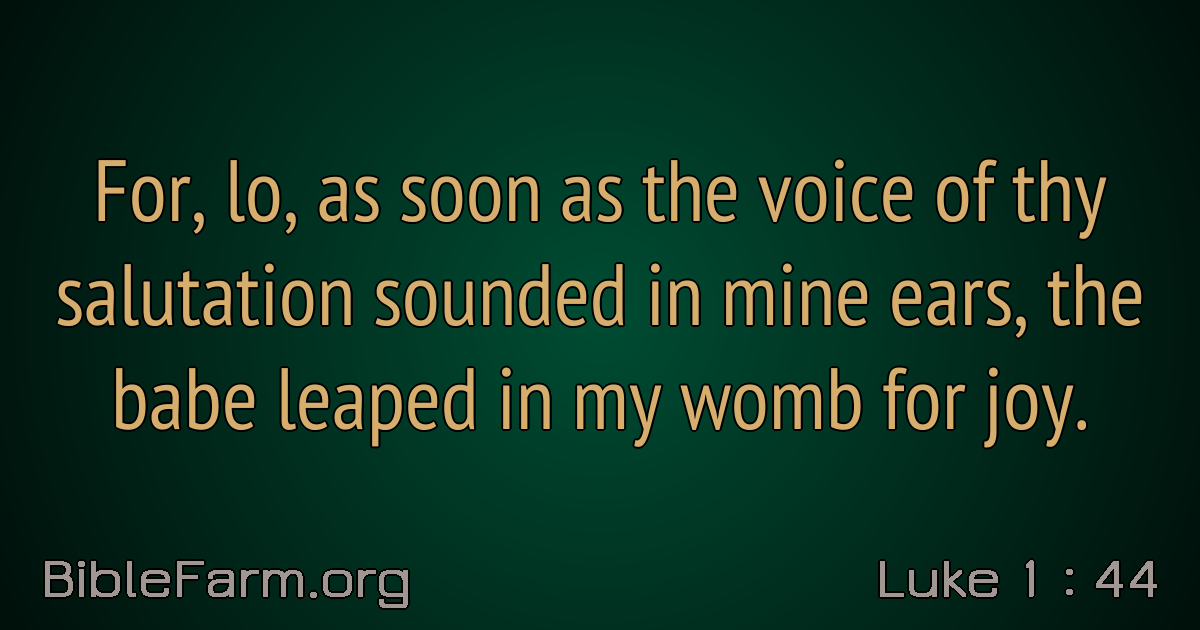 For, lo, as soon as the voice of thy
salutation sounded in mine ears, the
babe leaped in my womb for joy.
BibleFarm.org
Luke 1 : 44